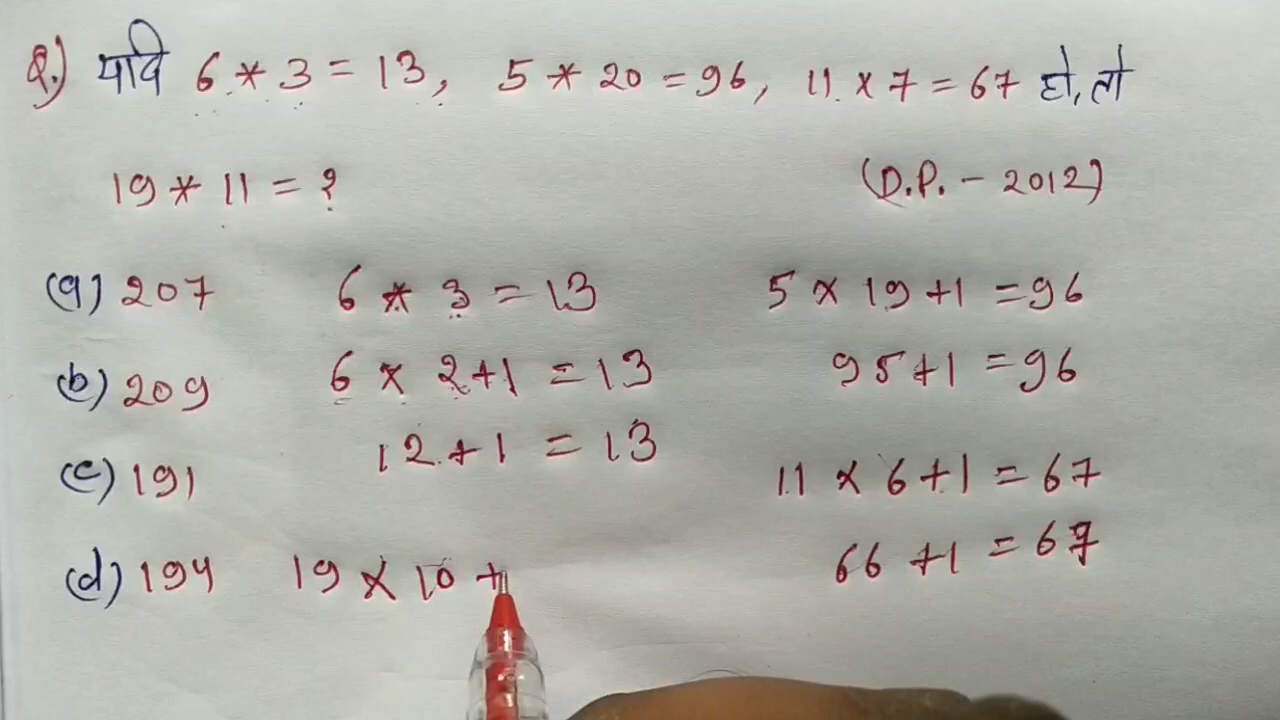 Q.) यदि 6 * 3 = 13, 5 * 20 = 96, 11 x 7 = 67 हो, तो
19 * 11 = ?
(D.P. - 2012)
(a) 207
6 * 3 = 13
5 x 19 + 1 = 96
(b) 209
6 x 2 + 1 = 13
95 + 1 = 96
(c) 191
12 + 1 = 13
11 x 6 + 1 = 67
(d) 194
19 x 10 +
66 + 1 = 67